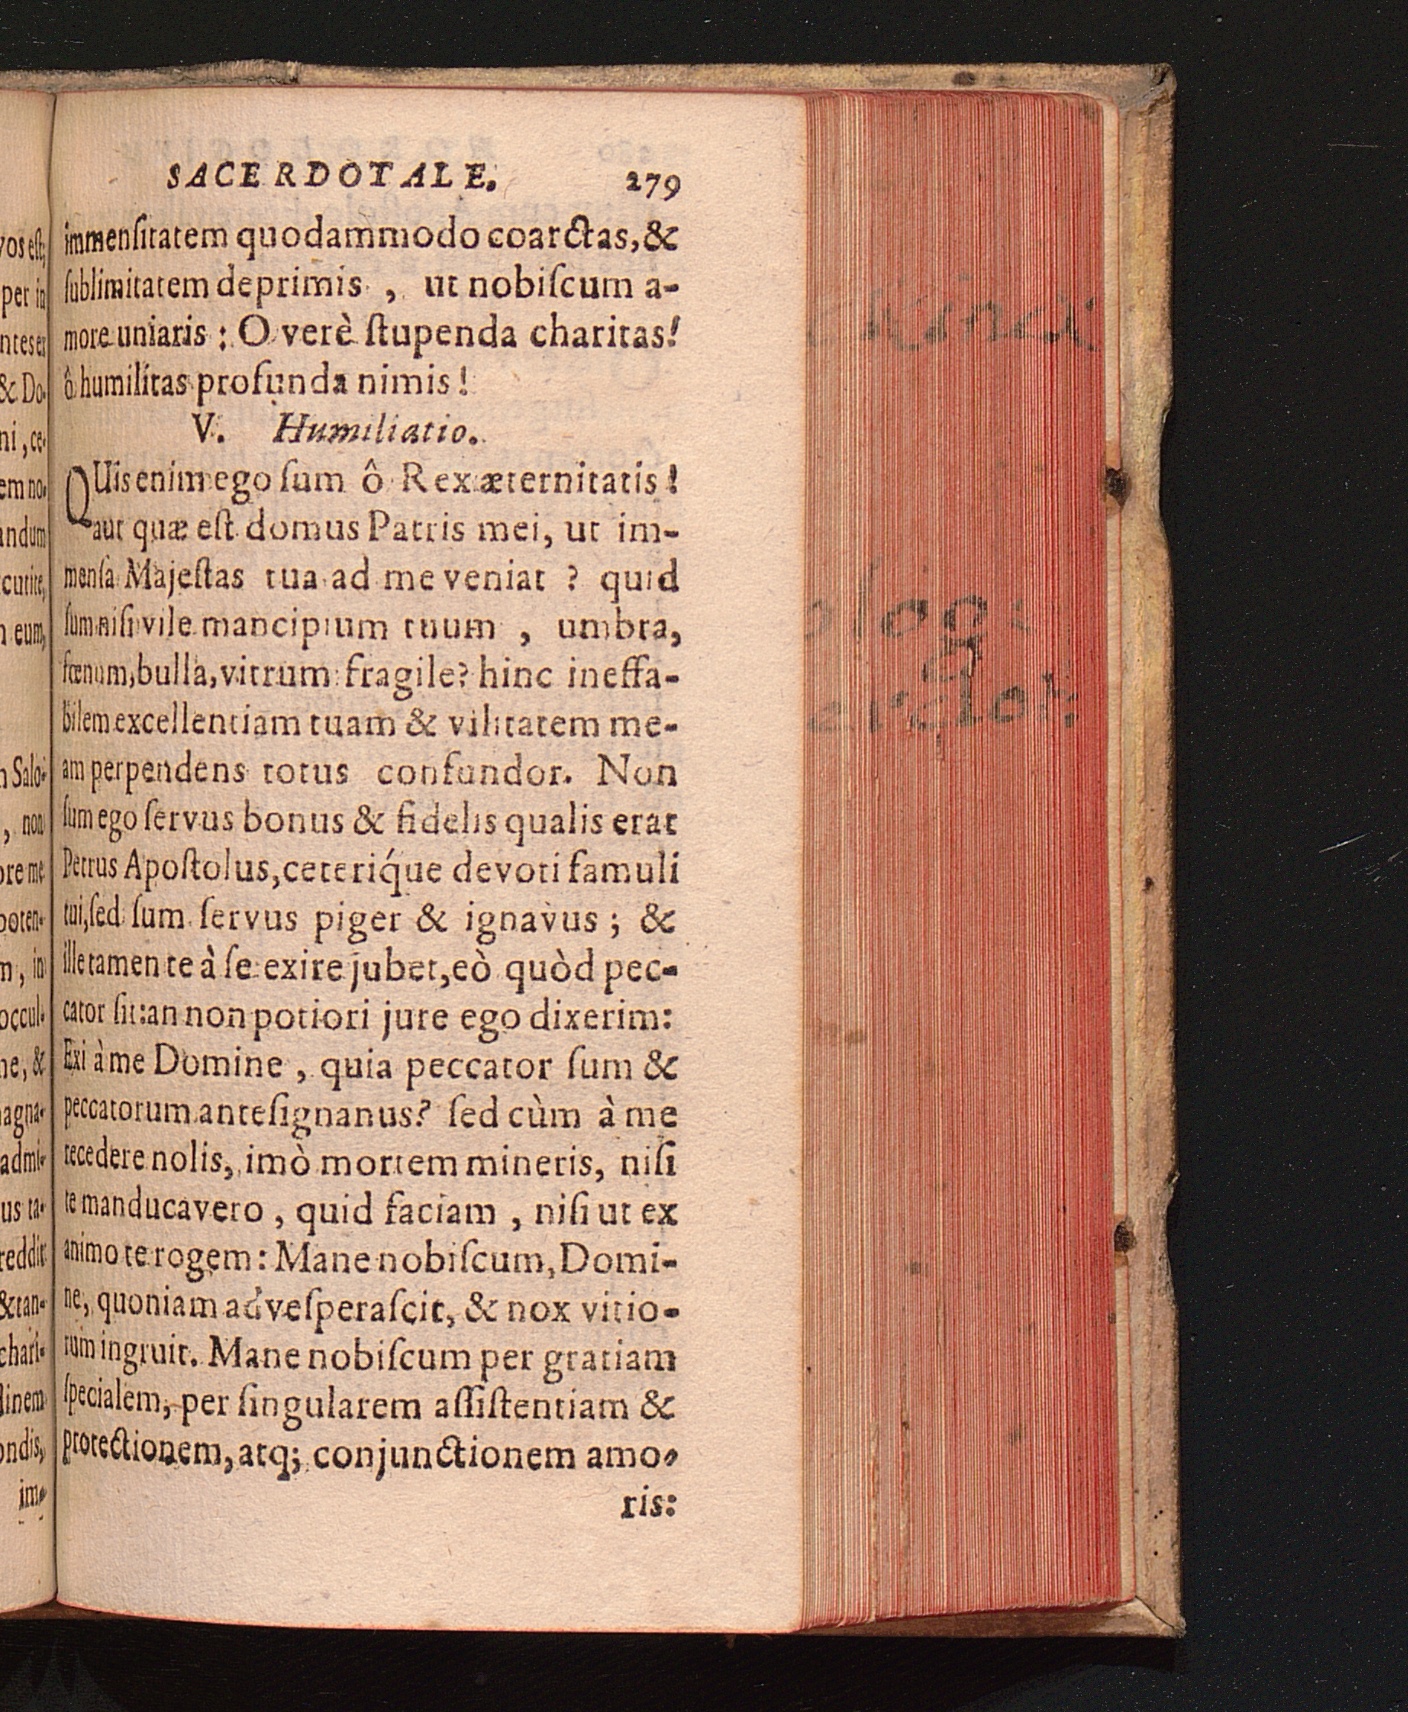 SACERDOTALE. 279
immenſitatem quodammodo coarctas, &
ſublimitatem deprimis , ut nobiſcum a-
more uniaris : O verè ſtupenda charitas!
ô humilitas profunda nimis !
V. Humiliatio.
QUis enim ego ſum ô Rex æternitatis !
aut quæ eſt domus Patris mei, ut im-
menſa Majeſtas tua ad me veniat ? quid
ſum niſi vile mancipium tuum , umbra,
fœnum, bulla, vitrum fragile? hinc ineffa-
bilem excellentiam tuam & vilitatem me-
am perpendens totus confundor. Non
ſum ego ſervus bonus & fidelis qualis erat
Petrus Apoſtolus, ceteriq́ue devoti famuli
tui, ſed ſum ſervus piger & ignavus ; &
ille tamen te à ſe exire jubet, eò quòd pec-
cator ſit: an non potiori jure ego dixerim:
Exi à me Domine , quia peccator ſum &
peccatorum anteſignanus? ſed cùm à me
recedere nolis, imò mortem mineris, niſi
te manducavero , quid faciam , niſi ut ex
animo te rogem : Mane nobiſcum, Domi-
ne, quoniam adveſperaſcit, & nox vitio-
rum ingruit. Mane nobiſcum per gratiam
ſpecialem, per ſingularem aſſiſtentiam &
protectionem, atq; conjunctionem amo-
ris: